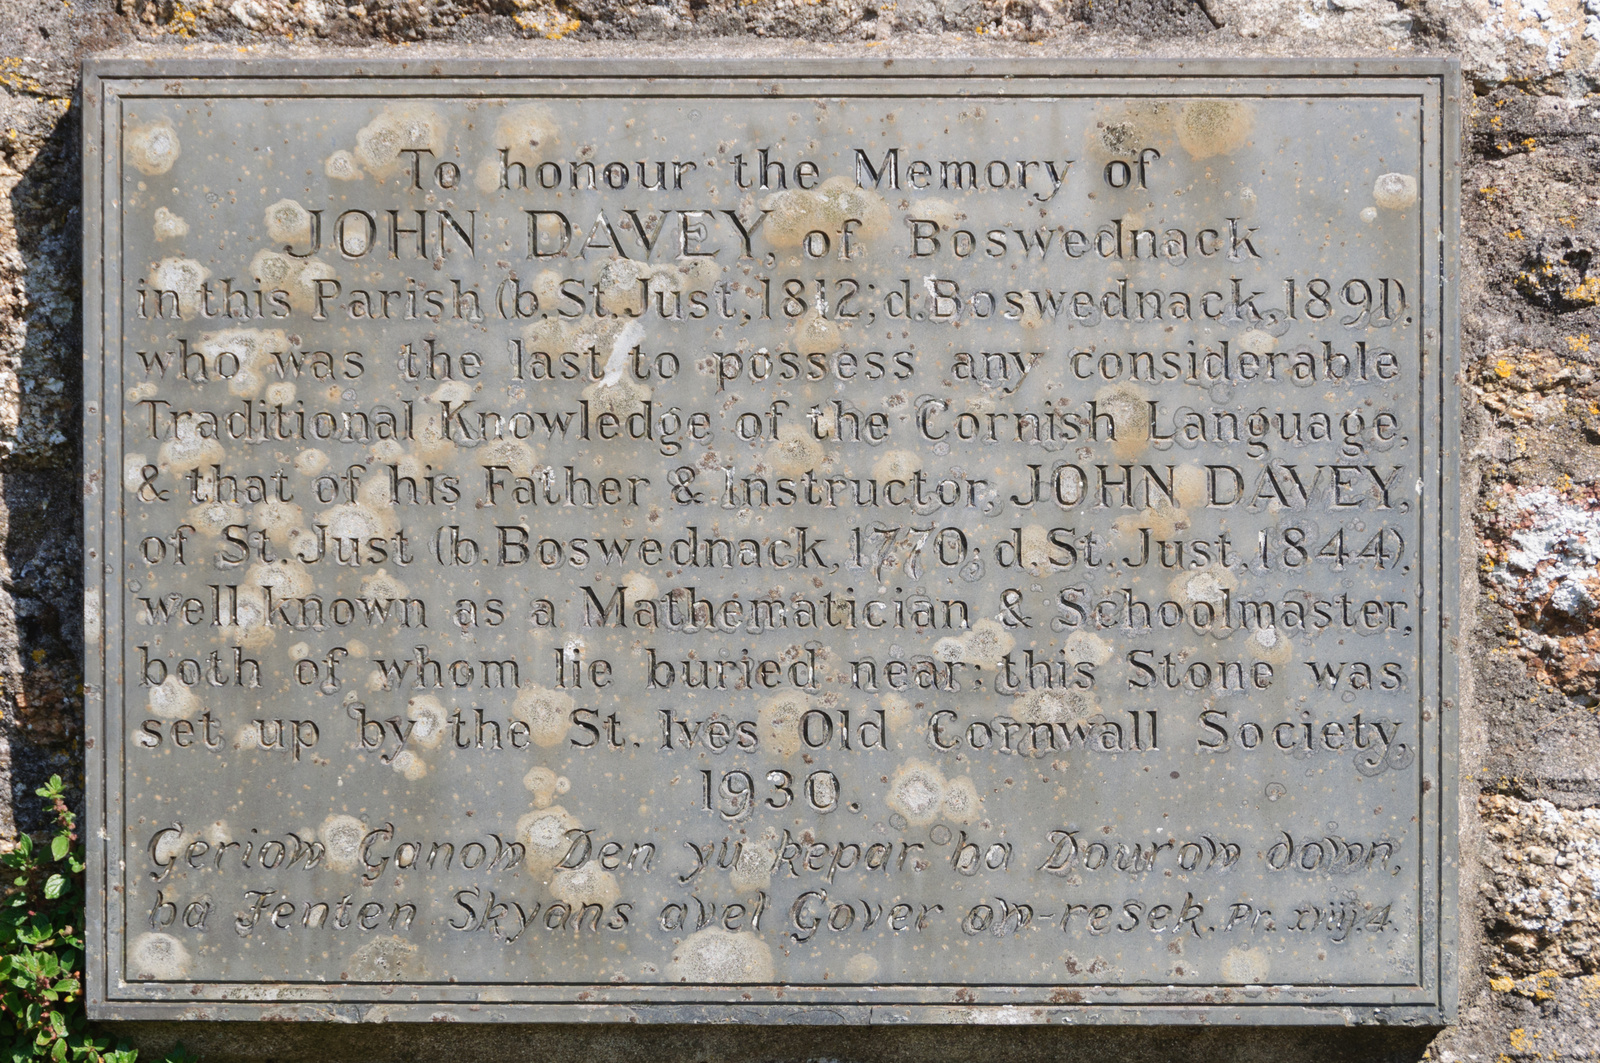 To honour the Memory of
JOHN DAVEY, of Boswednack
in this Parish (b. St. Just, 1812; d. Boswednack, 1891),
who was the last to possess any considerable
Traditional Knowledge of the Cornish Language,
& that of his Father & Instructor, JOHN DAVEY,
of St. Just (b. Boswednack, 1770; d. St. Just, 1844),
well known as a Mathematician & Schoolmaster,
both of whom lie buried near: this Stone was
set up by the St. Ives Old Cornwall Society,
1930.
Geriow Ganow Den yu kepar ha Dourow down,
ha Fenten Skyans avel Gover ow-resek. Pr. xviij.4.